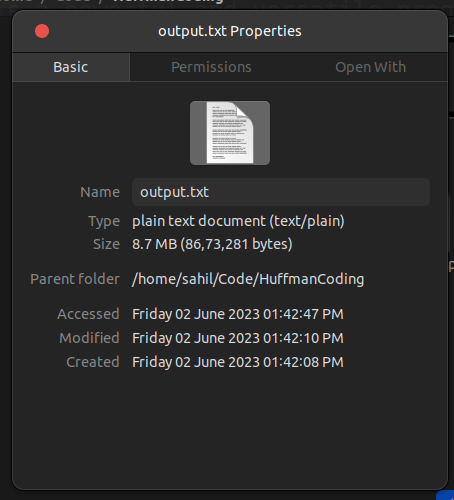 output.txt Properties
Basic Permissions Open With
Name output.txt
Type plain text document (text/plain)
Size 8.7 MB (86,73,281 bytes)
Parent folder /home/sahil/Code/HuffmanCoding
Accessed Friday 02 June 2023 01:42:47 PM
Modified Friday 02 June 2023 01:42:10 PM
Created Friday 02 June 2023 01:42:08 PM